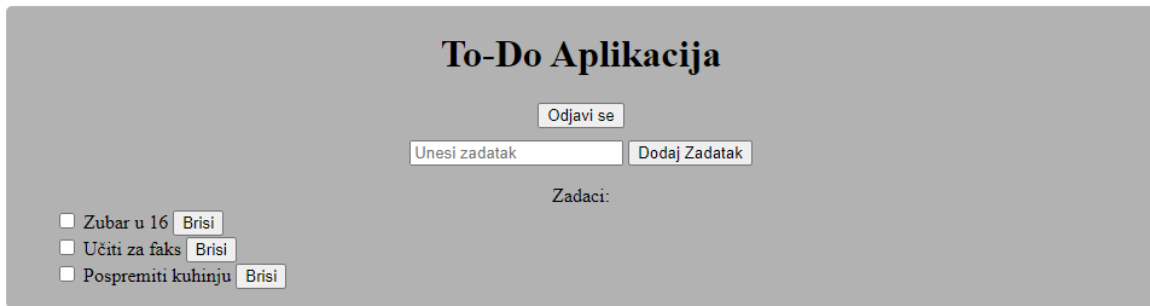 To-Do Aplikacija
Odjavi se
Unesi zadatak Dodaj Zadatak
Zadaci:
Zubar u 16 Brisi
Učiti za faks Brisi
Pospremiti kuhinju Brisi